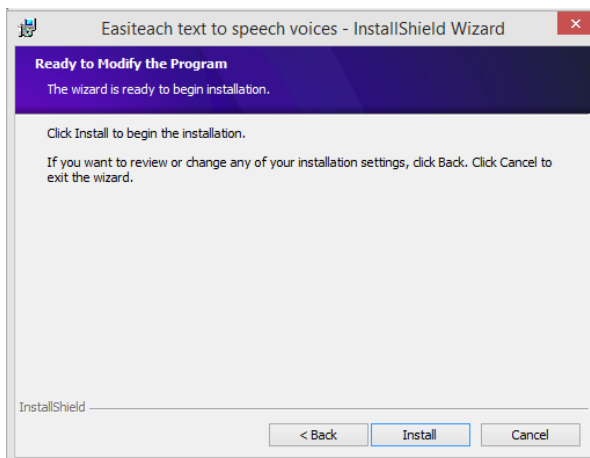 Easiteach text to speech voices - InstallShield Wizard
Ready to Modify the Program
The wizard is ready to begin installation.
Click Install to begin the installation.
If you want to review or change any of your installation settings, click Back. Click Cancel to
exit the wizard.
InstallShield
< Back Install Cancel